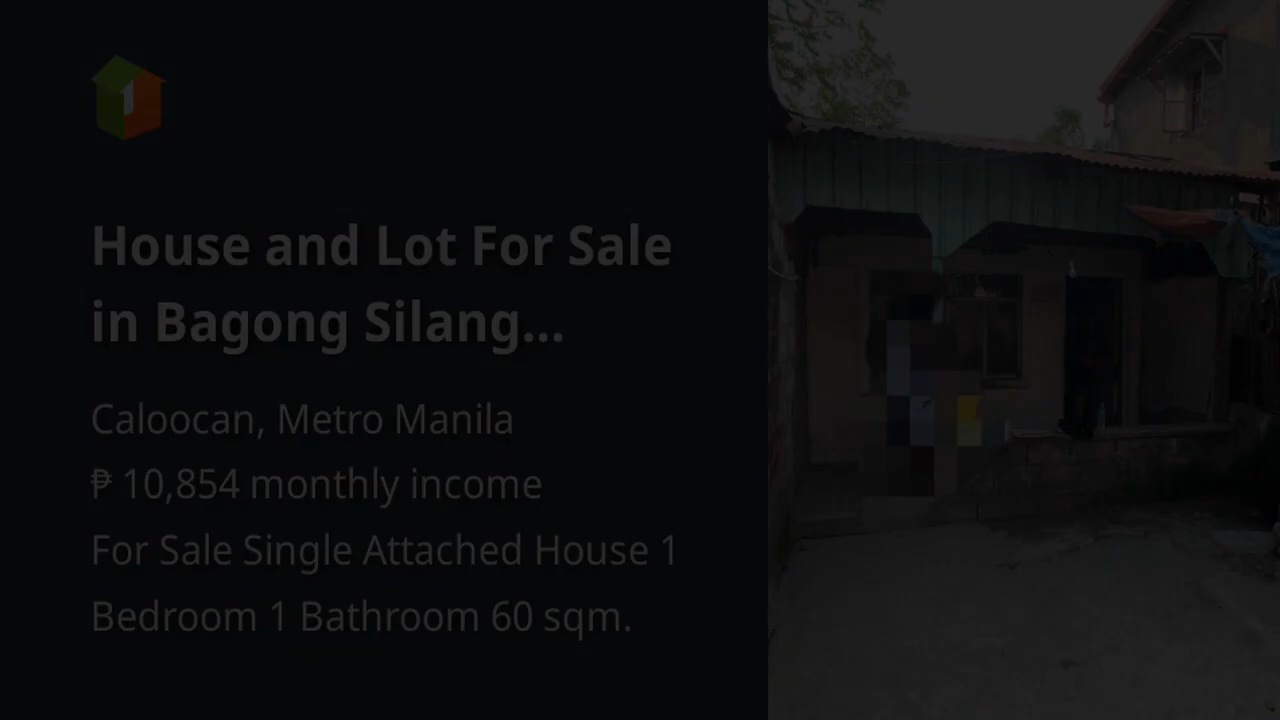 House and Lot For Sale
in Bagong Silang...
Caloocan, Metro Manila
₱ 10,854 monthly income
For Sale Single Attached House 1
Bedroom 1 Bathroom 60 sqm.